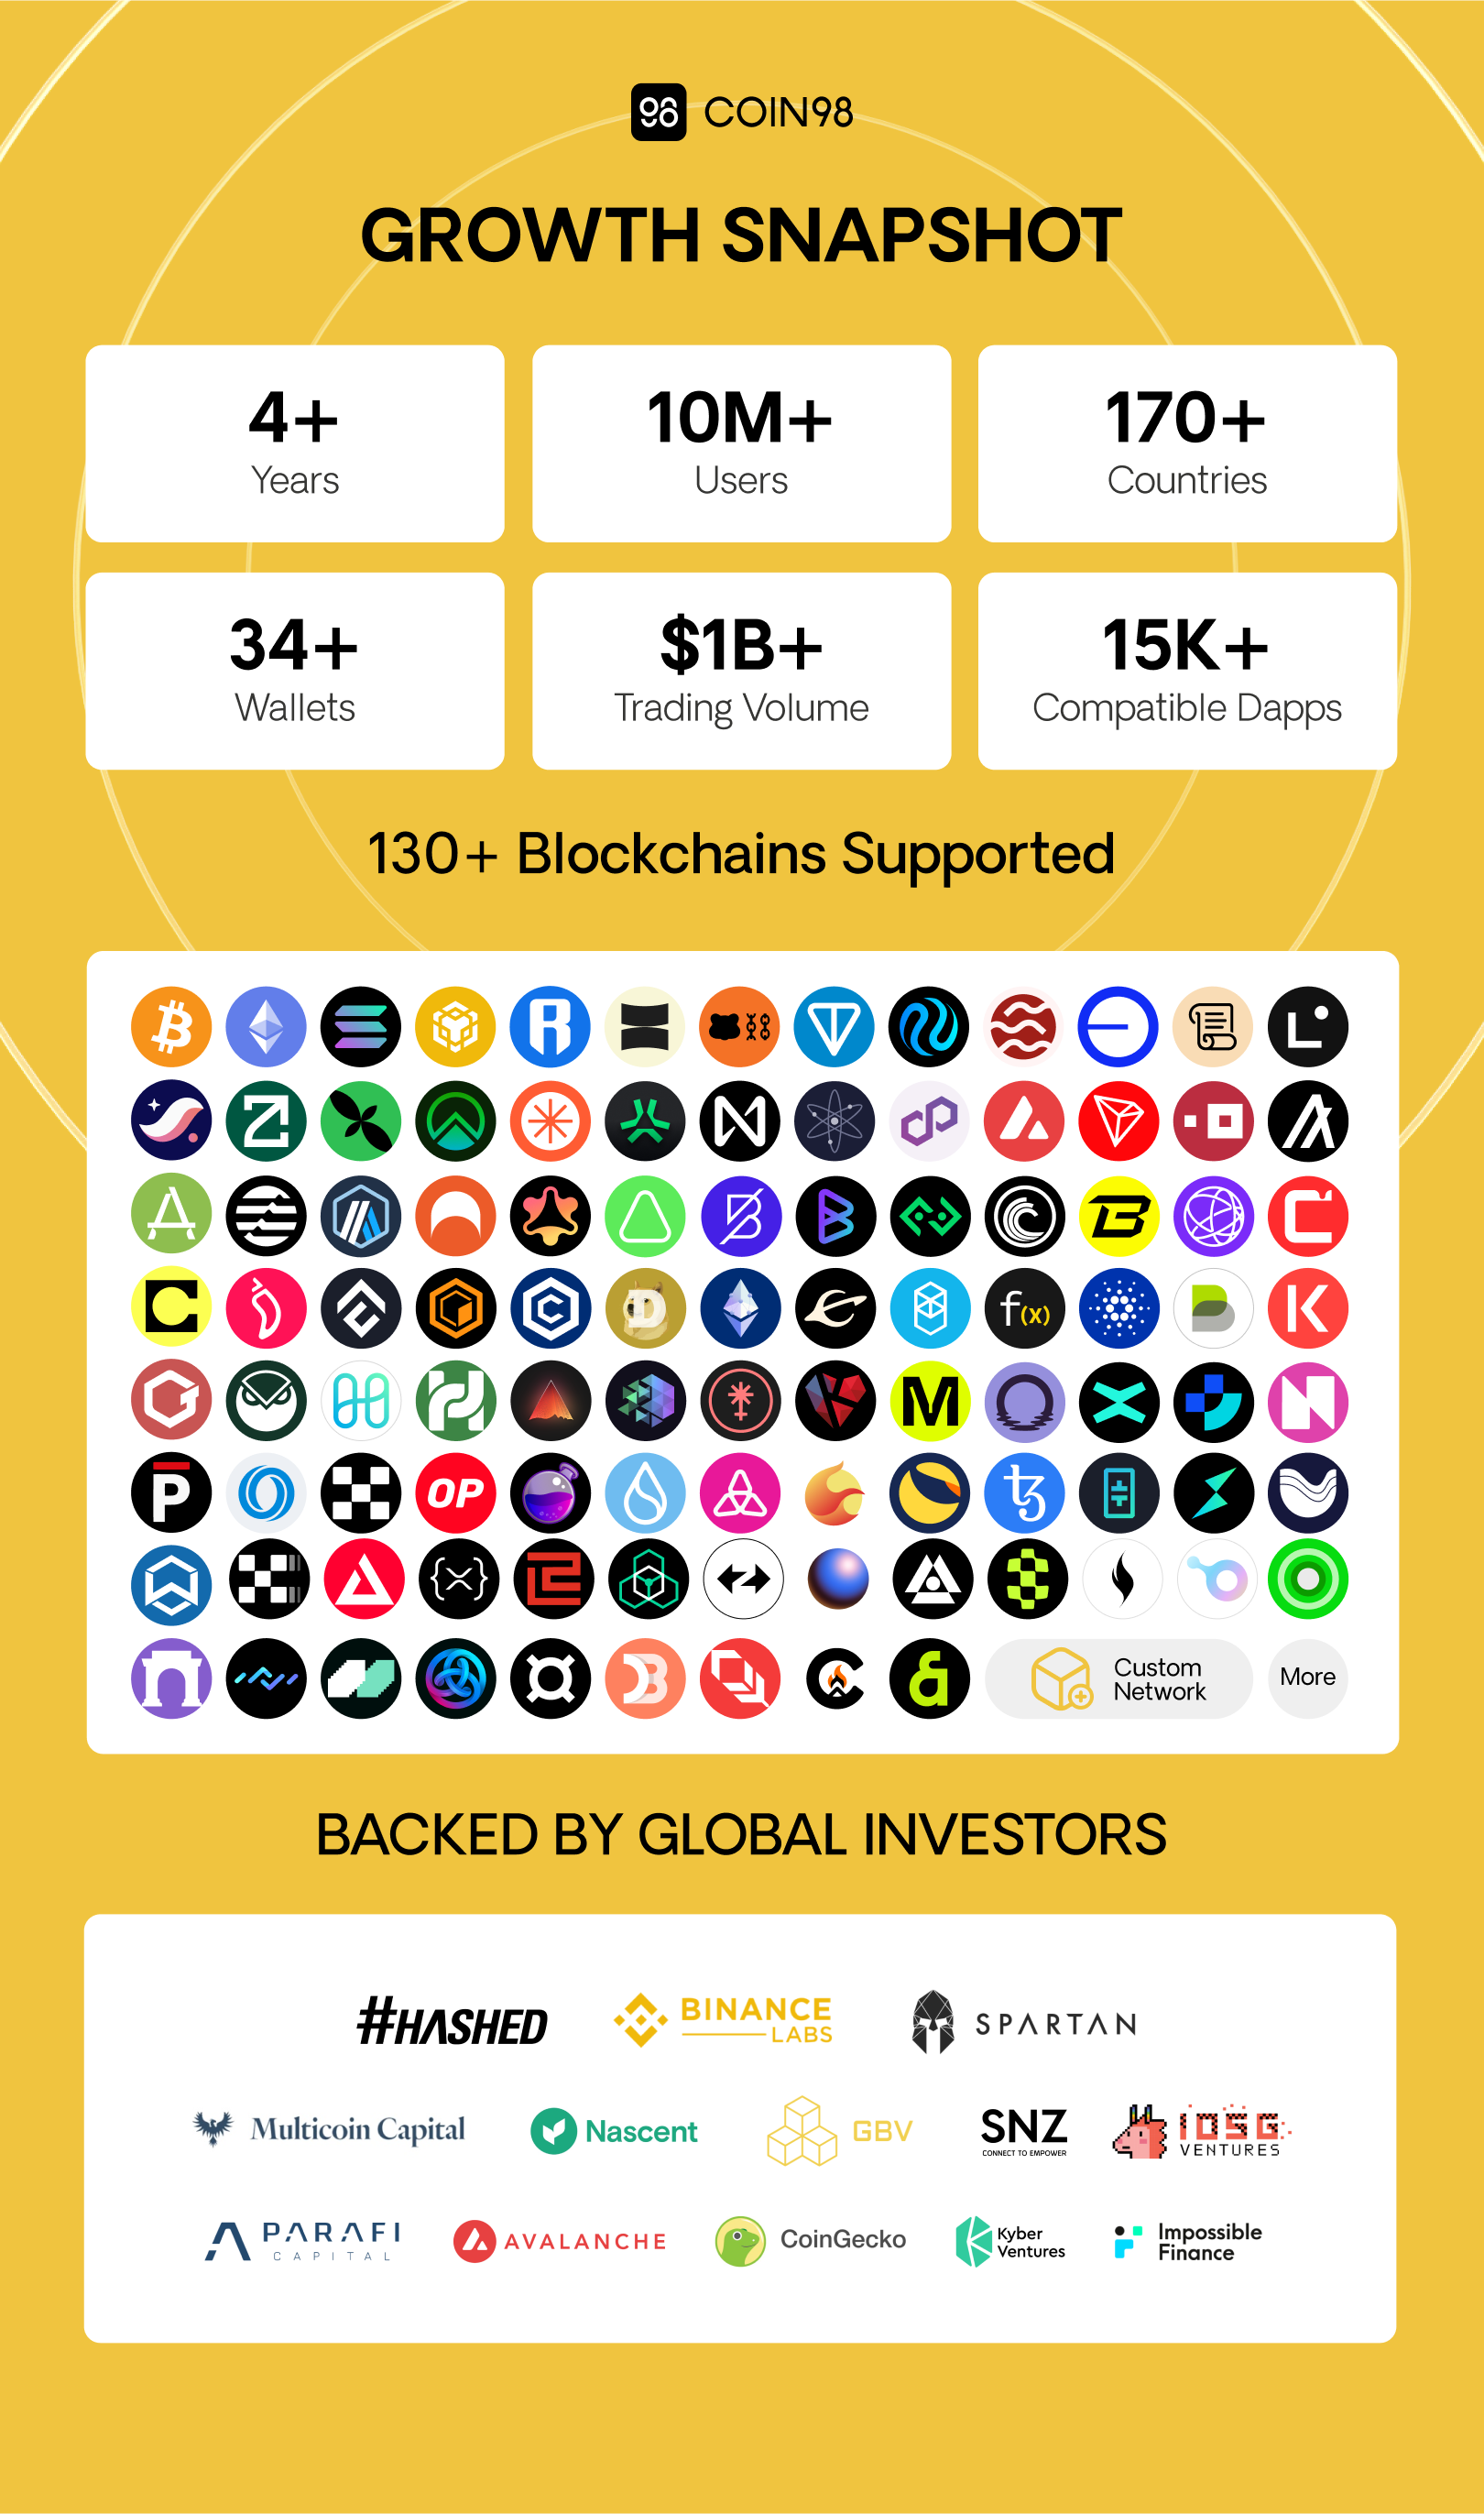 COIN98
GROWTH SNAPSHOT
4+
Years
10M+
Users
170+
Countries
34+
Wallets
$1B+
Trading Volume
15K+
Compatible Dapps
130+ Blockchains Supported
f(x)
OP
Custom
Network
More
BACKED BY GLOBAL INVESTORS
#HASHED
BINANCE
LABS
SPARTAN
Multicoin Capital
Nascent
GBV
SNZ
CONNECT TO EMPOWER
IOSG
VENTURES
PARAFI
CAPITAL
AVALANCHE
CoinGecko
Kyber
Ventures
Impossible
Finance